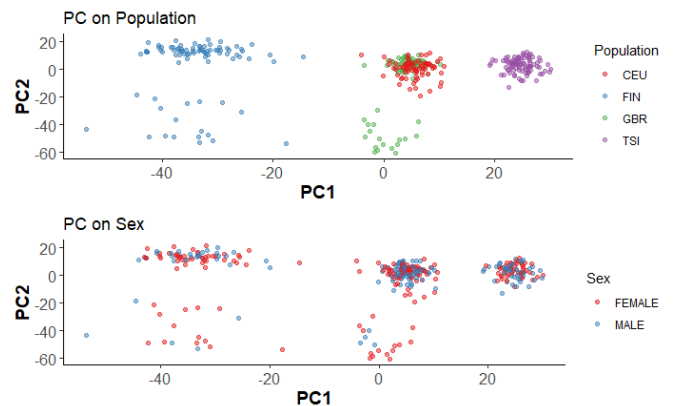 PC on Population
20
0
-20
-40
-60
PC2
-40
-20
0
20
PC1
Population
CEU
FIN
GBR
TSI
PC on Sex
20
0
-20
-40
-60
PC2
-40
-20
0
20
PC1
Sex
FEMALE
MALE